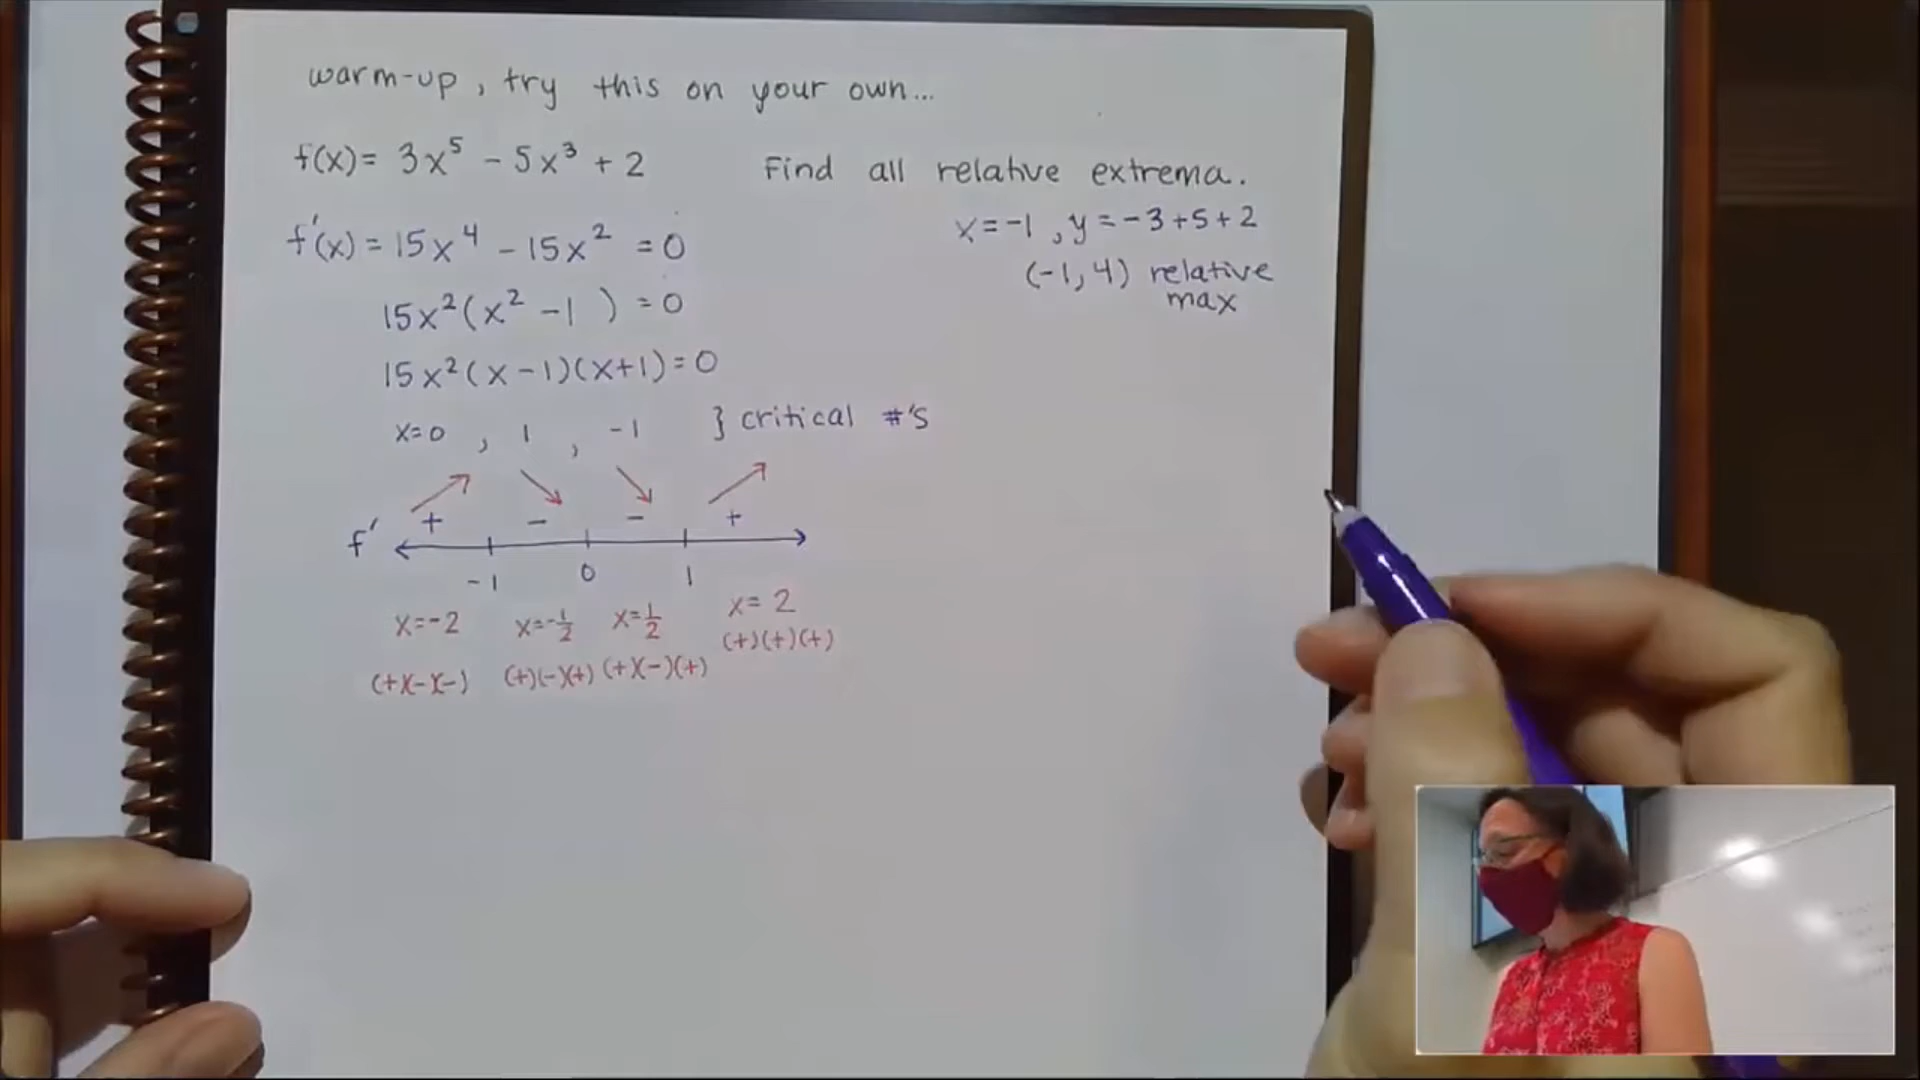 warm-up, try this on your own...
f(x) = 3x⁵ - 5x³ + 2
Find all relative extrema.
f'(x) = 15x⁴ - 15x² = 0
x = -1, y = -3+5+2
(-1, 4) relative
max
15x²(x² - 1 ) = 0
15x²(x - 1)(x+1) = 0
x=0 , 1 , -1 } critical #'s
f' + - - +
-1 0 1
x=-2 x=-1/2 x=1/2 x= 2
(+)(-)(-) (+)(-)(+) (+)(-)(+) (+)(+)(+)